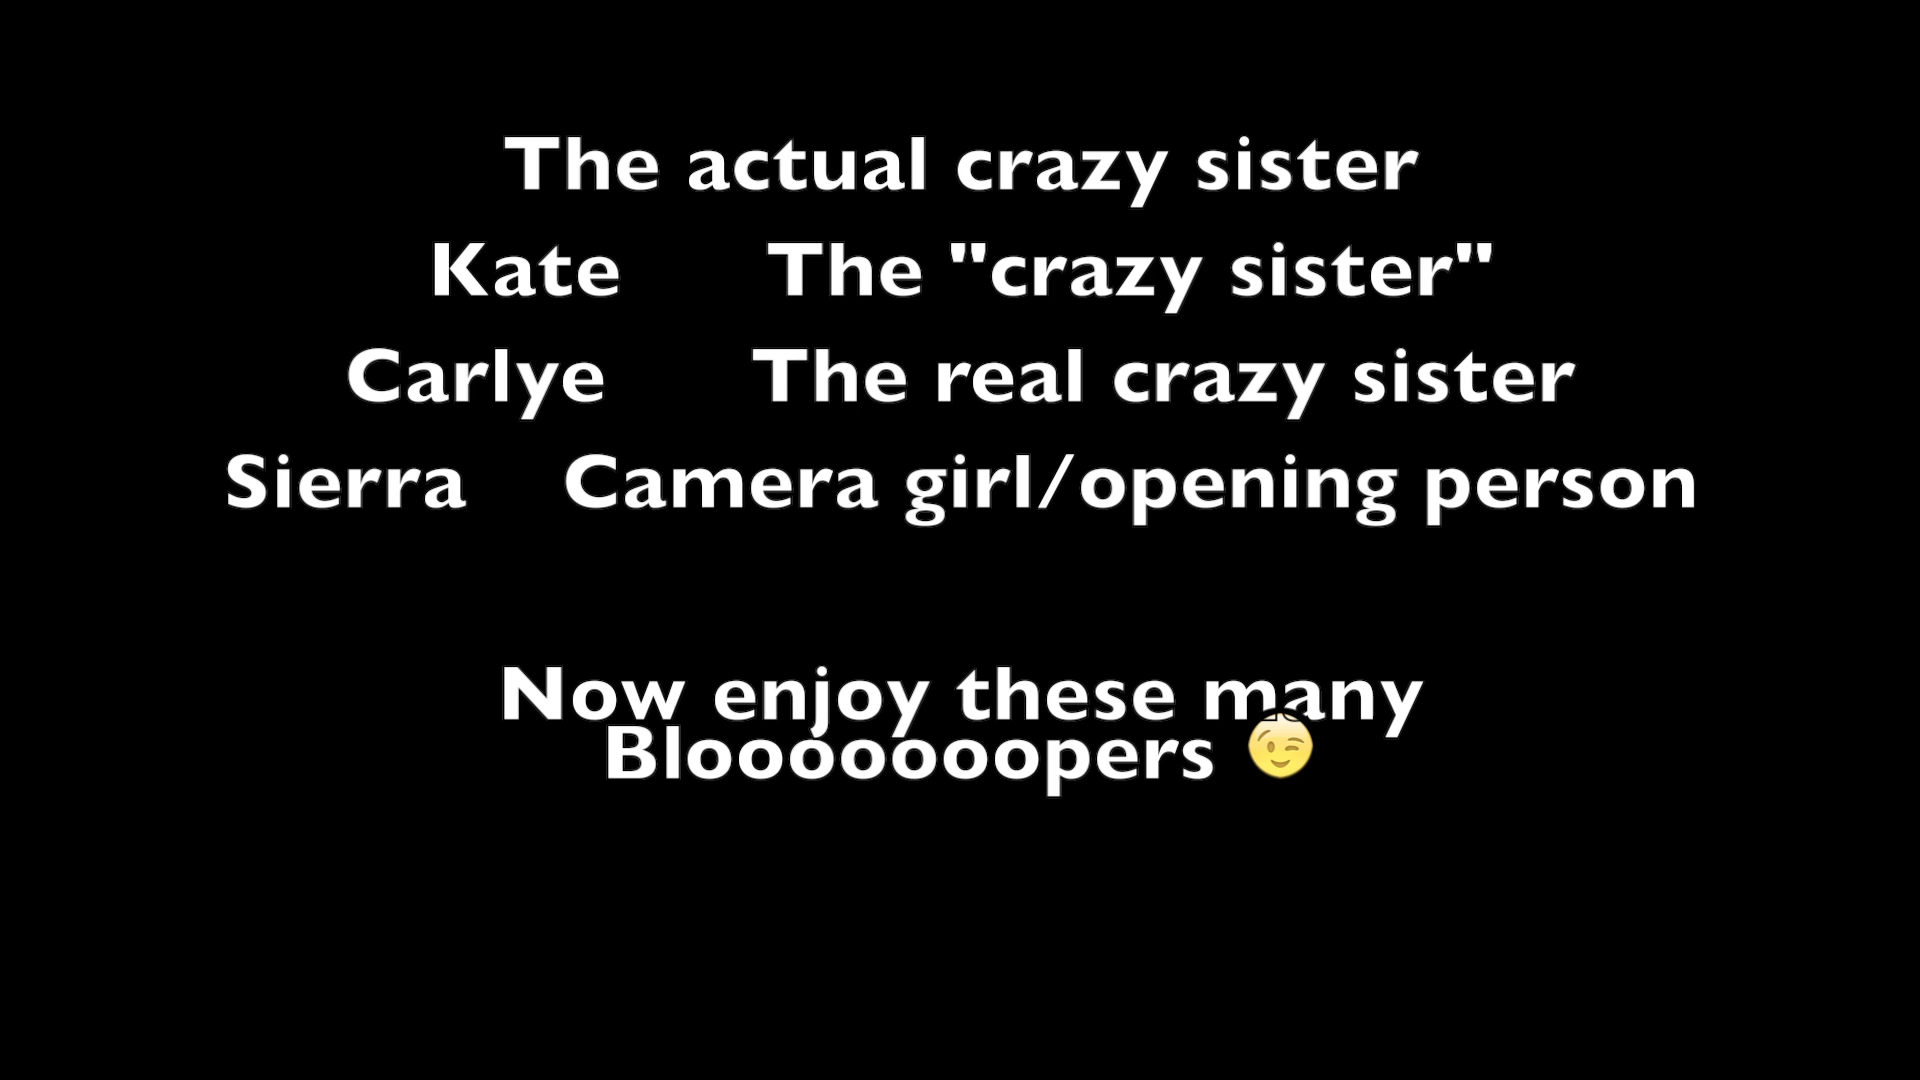 The actual crazy sister
Kate The "crazy sister"
Carlye The real crazy sister
Sierra Camera girl/opening person
Now enjoy these many
Blooooooopers 😉